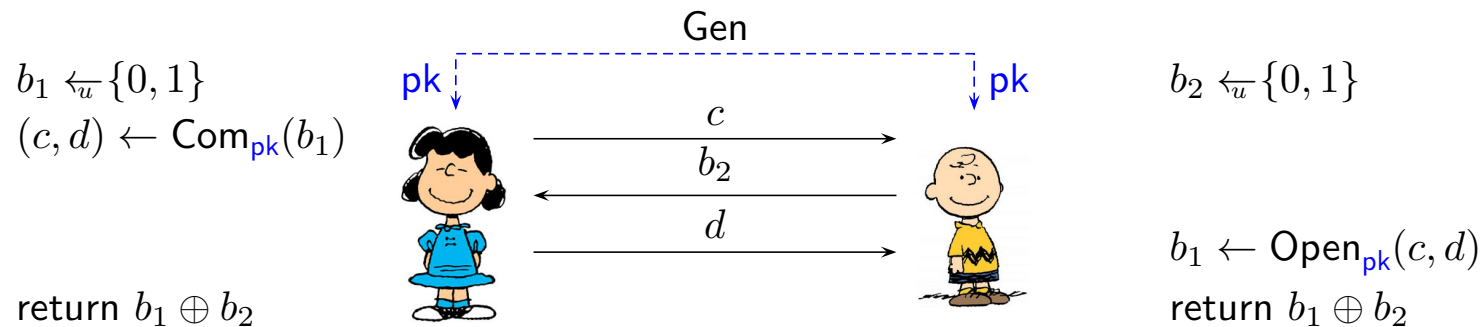 Gen
b₁ ←ᵤ {0, 1}
pk
pk
b₂ ←ᵤ {0, 1}
(c, d) ← Com_pk(b₁)
c
b₂
d
b₁ ← Open_pk(c, d)
return b₁ ⊕ b₂
return b₁ ⊕ b₂